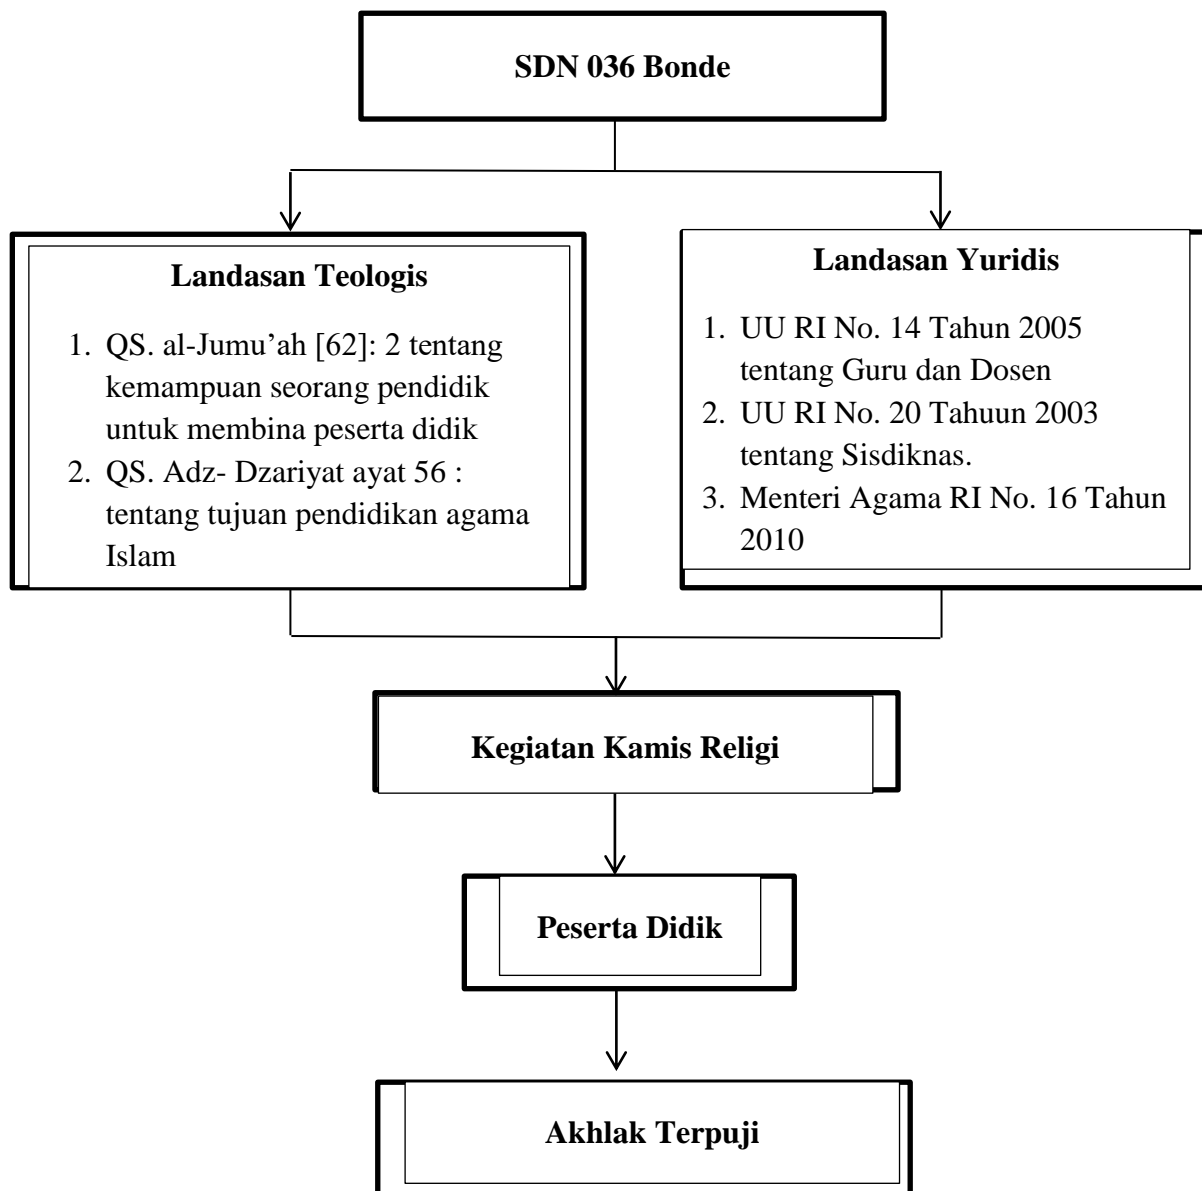 SDN 036 Bonde
Landasan Teologis
1. QS. al-Jumu’ah [62]: 2 tentang
kemampuan seorang pendidik
untuk membina peserta didik
2. QS. Adz- Dzariyat ayat 56 :
tentang tujuan pendidikan agama
Islam
Landasan Yuridis
1. UU RI No. 14 Tahun 2005
tentang Guru dan Dosen
2. UU RI No. 20 Tahuun 2003
tentang Sisdiknas.
3. Menteri Agama RI No. 16 Tahun
2010
Kegiatan Kamis Religi
Peserta Didik
Akhlak Terpuji